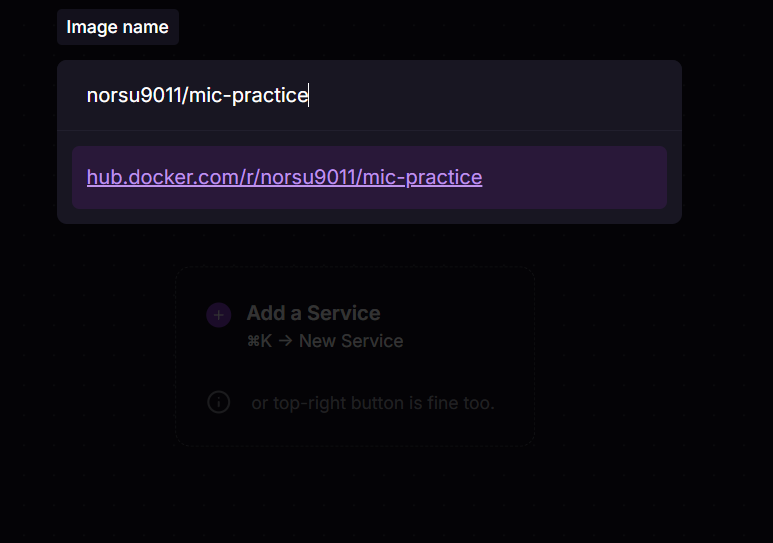 Image name
norsu9011/mic-practice
hub.docker.com/r/norsu9011/mic-practice
Add a Service
⌘K → New Service
or top-right button is fine too.